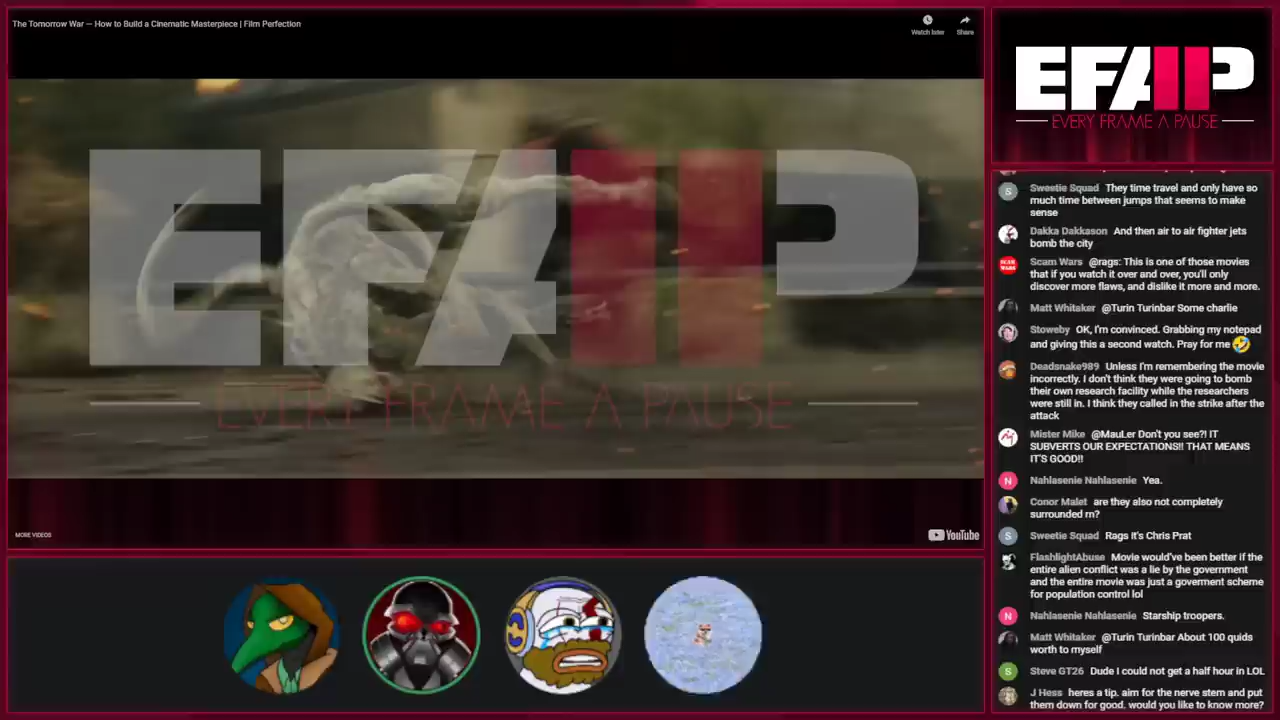 The Tomorrow War — How to Build a Cinematic Masterpiece | Film Perfection
Watch later
Share
EFAP
EVERY FRAME A PAUSE
MORE VIDEOS
YouTube
EFAP
EVERY FRAME A PAUSE
S
Sweetie Squad They time travel and only have so
much time between jumps that seems to make
sense
Dakka Dakkason And then air to air fighter jets
bomb the city
SCAM WARS
Scam Wars @rags: This is one of those movies
that if you watch it over and over, you'll only
discover more flaws, and dislike it more and more.
Matt Whitaker @Turin Turinbar Some charlie
Stoweby OK, I'm convinced. Grabbing my notepad
and giving this a second watch. Pray for me 🤣
Deadsnake989 Unless I'm remembering the movie
incorrectly. I don't think they were going to bomb
their own research facility while the researchers
were still in. I think they called in the strike after the
attack
Mister Mike @MauLer Don't you see?! IT
SUBVERTS OUR EXPECTATIONS!! THAT MEANS
IT'S GOOD!!
N
Nahlasenie Nahlasenie Yea.
Conor Malet are they also not completely
surrounded rn?
S
Sweetie Squad Rags it's Chris Prat
FlashlightAbuse Movie would've been better if the
entire alien conflict was a lie by the government
and the entire movie was just a goverment scheme
for population control lol
N
Nahlasenie Nahlasenie Starship troopers.
Matt Whitaker @Turin Turinbar About 100 quids
worth to myself
S
Steve GT26 Dude I could not get a half hour in LOL
J Hess heres a tip. aim for the nerve stem and put
them down for good. would you like to know more?